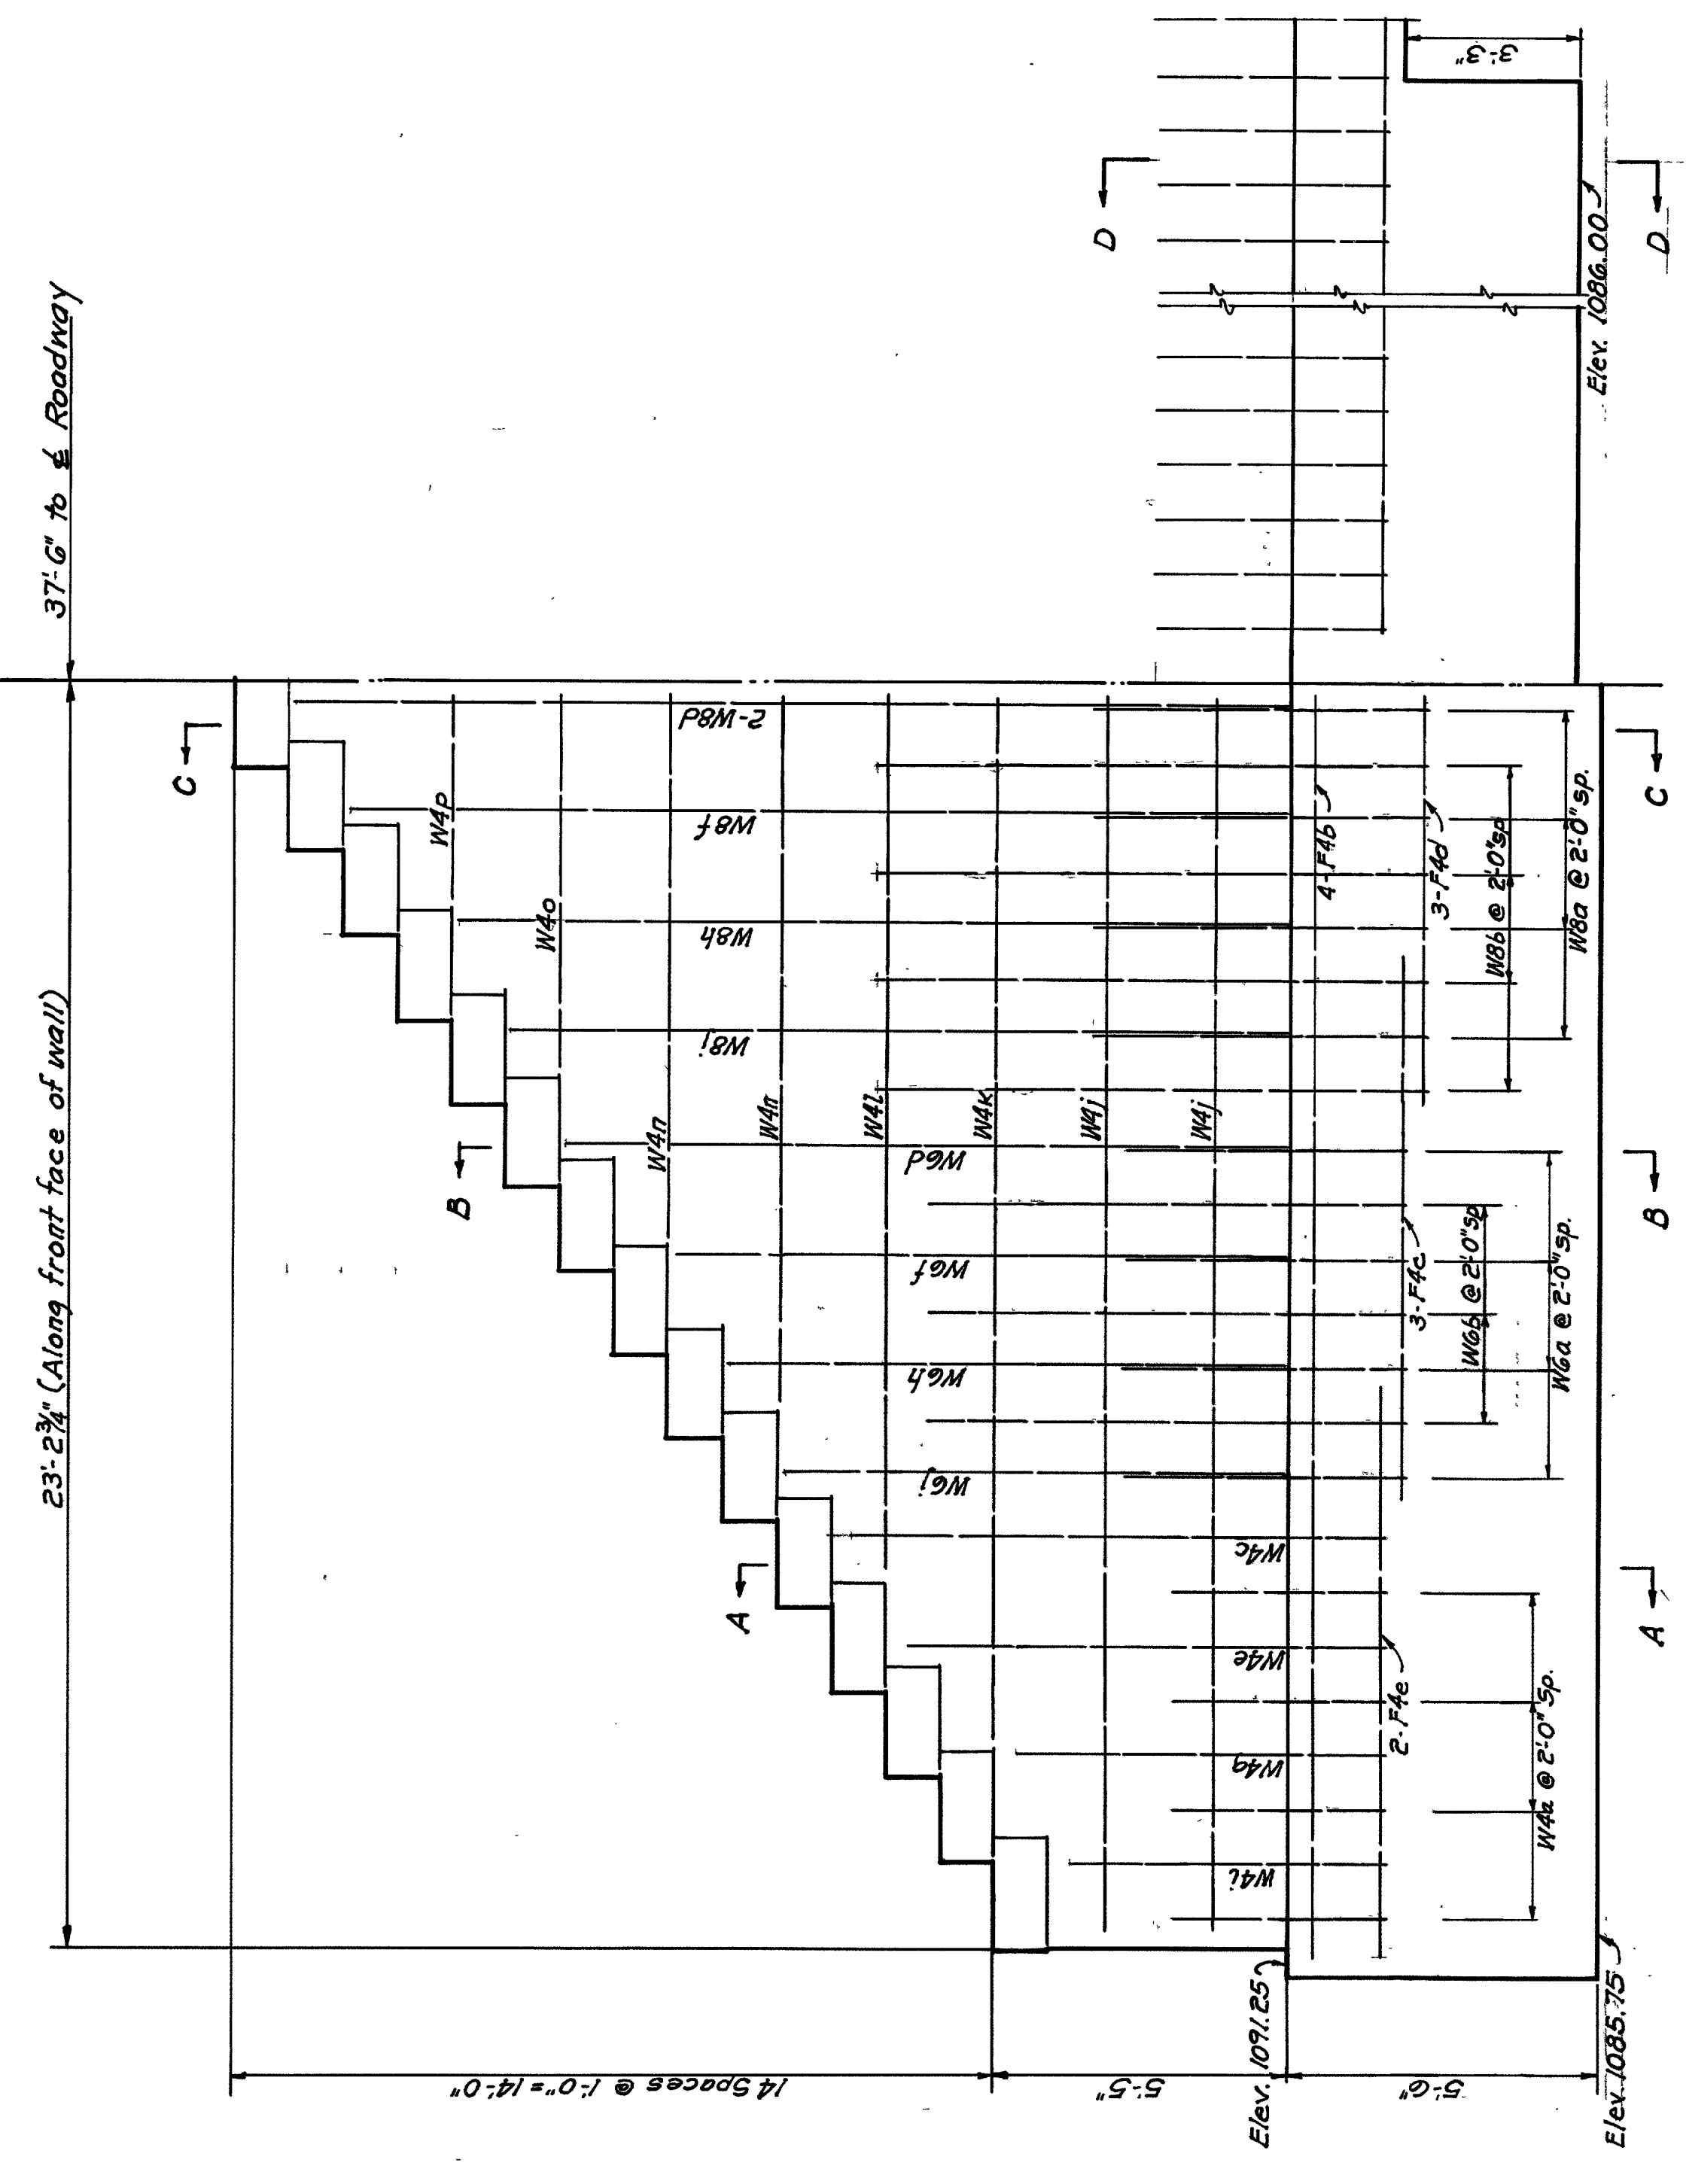 37'-6" to ℄ Roadway
23'-2¾" (Along front face of wall)
3'-3"
D
D
Elev. 1086.00
C
C
2-W8d
W8f
W8h
W8j
W4p
W4o
W4n
W4n
W4l
W4k
W4j
W4j
4-F4b
3-F4d
W8b @ 2'-0" sp
W8a @ 2'-0" sp.
B
B
W6d
W6f
W6h
W6j
3-F4c
W6b @ 2'-0" sp
W6a @ 2'-0" sp.
A
A
W4c
W4e
W4g
W4i
2-F4e
W4a @ 2'-0" sp.
14 Spaces @ 1'-0" = 14'-0"
5'-5"
5'-6"
Elev. 1091.25
Elev. 1085.75